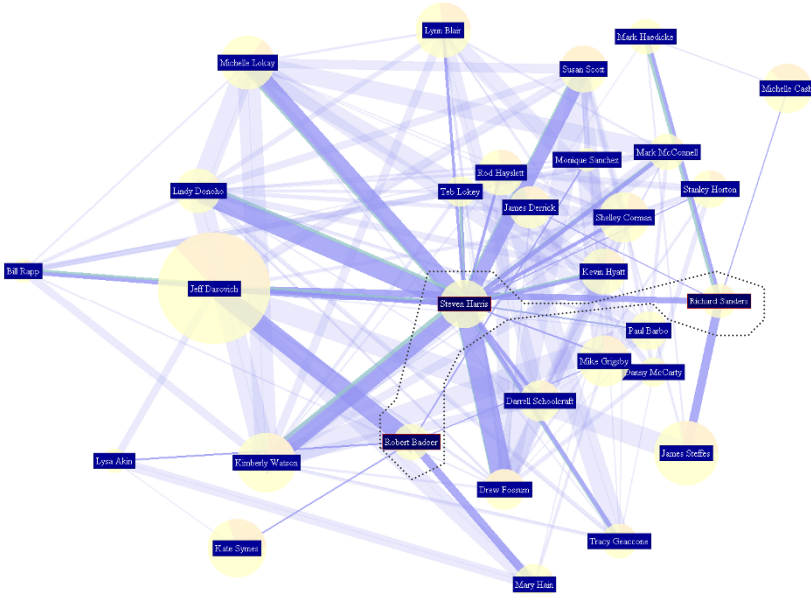 Lynn Blair
Mark Haedicke
Michelle Lokay
Susan Scott
Michelle Cash
Monique Sanchez
Mark McConnell
Rod Hayslett
Lindy Donoho
Teb Lokey
Stanley Horton
James Derrick
Shelley Corman
Bill Rapp
Kevin Hyatt
Jeff Dasovich
Steven Harris
Richard Sanders
Paul Barbo
Mike Grigsby
Danny McCarty
Darrell Schoolcraft
Robert Badeer
Lysa Akin
Kimberly Watson
James Steffes
Drew Fossum
Tracy Geaccone
Kate Symes
Mary Hain